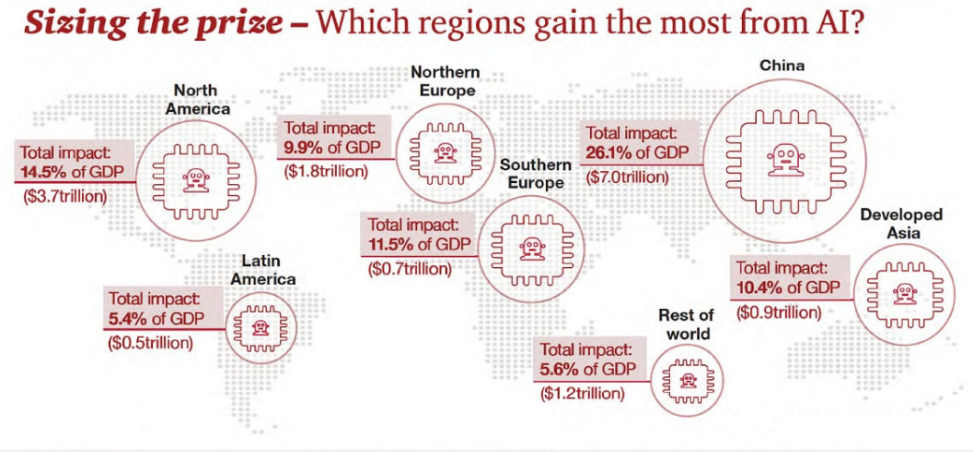 Sizing the prize – Which regions gain the most from AI?
North
America
Total impact:
14.5% of GDP
($3.7trillion)
Northern
Europe
Total impact:
9.9% of GDP
($1.8trillion)
China
Total impact:
26.1% of GDP
($7.0trillion)
Southern
Europe
Total impact:
11.5% of GDP
($0.7trillion)
Developed
Asia
Total impact:
10.4% of GDP
($0.9trillion)
Latin
America
Total impact:
5.4% of GDP
($0.5trillion)
Rest of
world
Total impact:
5.6% of GDP
($1.2trillion)